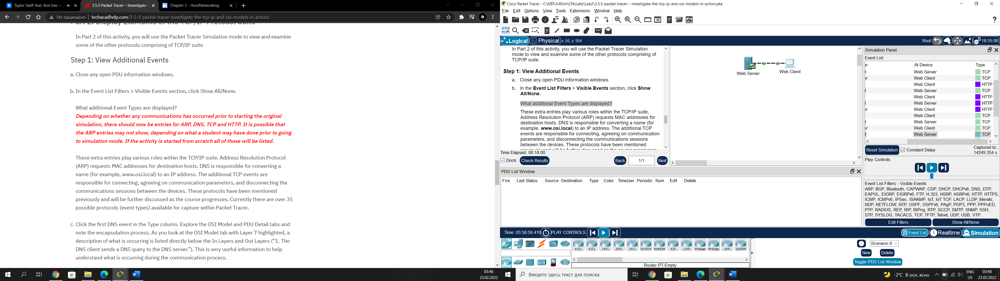 Taylor Swift feat. Bon Iver —
3.5.5 Packet Tracer – Investigate t
Chapter 3 - HurdNetworking
Не защищено
techacadhelp.com/3-5-5-packet-tracer-investigate-the-tcp-ip-and-osi-models-in-action/
Part 2: Display Elements of the TCP/IP Protocol Suite
In Part 2 of this activity, you will use the Packet Tracer Simulation mode to view and examine
some of the other protocols comprising of TCP/IP suite
Step 1: View Additional Events
a. Close any open PDU information windows.
b. In the Event List Filters > Visible Events section, click Show All/None.
What additional Event Types are displayed?
Depending on whether any communications has occurred prior to starting the original
simulation, there should now be entries for ARP, DNS, TCP and HTTP. It is possible that
the ARP entries may not show, depending on what a student may have done prior to going
to simulation mode. If the activity is started from scratch all of those will be listed.
These extra entries play various roles within the TCP/IP suite. Address Resolution Protocol
(ARP) requests MAC addresses for destination hosts. DNS is responsible for converting a
name (for example, www.osi.local) to an IP address. The additional TCP events are
responsible for connecting, agreeing on communication parameters, and disconnecting the
communications sessions between the devices. These protocols have been mentioned
previously and will be further discussed as the course progresses. Currently there are over 35
possible protocols (event types) available for capture within Packet Tracer.
c. Click the first DNS event in the Type column. Explore the OSI Model and PDU Detail tabs and
note the encapsulation process. As you look at the OSI Model tab with Layer 7 highlighted, a
description of what is occurring is listed directly below the In Layers and Out Layers (“1. The
DNS client sends a DNS query to the DNS server.”). This is very useful information to help
understand what is occurring during the communication process.
03:48
23.02.2022
Cisco Packet Tracer - C:\KBTU\4Sim\CN\Labs\Lab2\3.5.5-packet-tracer---investigate-the-tcp-ip-and-osi-models-in-action.pka
File Edit Options View Tools Extensions Window Help
Logical Physical x: 55, y: 554
Root 18:55:00
In Part 2 of this activity, you will use the Packet Tracer Simulation
mode to view and examine some of the other protocols comprising of
TCP/IP suite.
Step 1: View Additional Events
a. Close any open PDU information windows.
b. In the Event List Filters > Visible Events section, click Show
All/None.
What additional Event Types are displayed?
These extra entries play various roles within the TCP/IP suite.
Address Resolution Protocol (ARP) requests MAC addresses for
destination hosts. DNS is responsible for converting a name (for
example, www.osi.local) to an IP address. The additional TCP
events are responsible for connecting, agreeing on communication
parameters, and disconnecting the communications sessions
between the devices. These protocols have been mentioned
previously and will be further discussed as the course progresses.
Time Elapsed: 00:18:00
Dock Check Results Back 1/1 Next
Web Server
Web Client
Simulation Panel
Event List
e At Device Type
t Web Server TCP
er Web Client TCP
Web Client HTTP
t Web Server TCP
Web Client HTTP
t Web Server HTTP
er Web Client HTTP
Web Client TCP
t Web Server TCP
er Web Client TCP
t Web Server TCP
Reset Simulation Constant Delay Captured to:
14249.354 s
Play Controls
Event List Filters - Visible Events
ARP, BGP, Bluetooth, CAPWAP, CDP, DHCP, DHCPv6, DNS, DTP,
EAPOL, EIGRP, EIGRPv6, FTP, H.323, HSRP, HSRPv6, HTTP, HTTPS,
ICMP, ICMPv6, IPSec, ISAKMP, IoT, IoT TCP, LACP, LLDP, Meraki,
NDP, NETFLOW, NTP, OSPF, OSPFv6, PAgP, POP3, PPP, PPPoED,
PTP, RADIUS, REP, RIP, RIPng, RTP, SCCP, SMTP, SNMP, SSH,
STP, SYSLOG, TACACS, TCP, TFTP, Telnet, UDP, USB, VTP
Edit Filters Show All/None
PDU List Window
Fire Last Status Source Destination Type Color Time(sec Periodic Num Edit Delete
Time: 03:58:59.410 PLAY CONTROLS:
Event List Realtime Simulation
4331 4321 1941 2901 2911 819IOX 819HGW 829 1240 PT-Router PT-Empty 1841 2620XM
Router-PT-Empty
Scenario 0
New Delete
Toggle PDU List Window
Введите здесь текст для поиска
-2°C В осн. ясно
ENG
US
03:48
23.02.2022